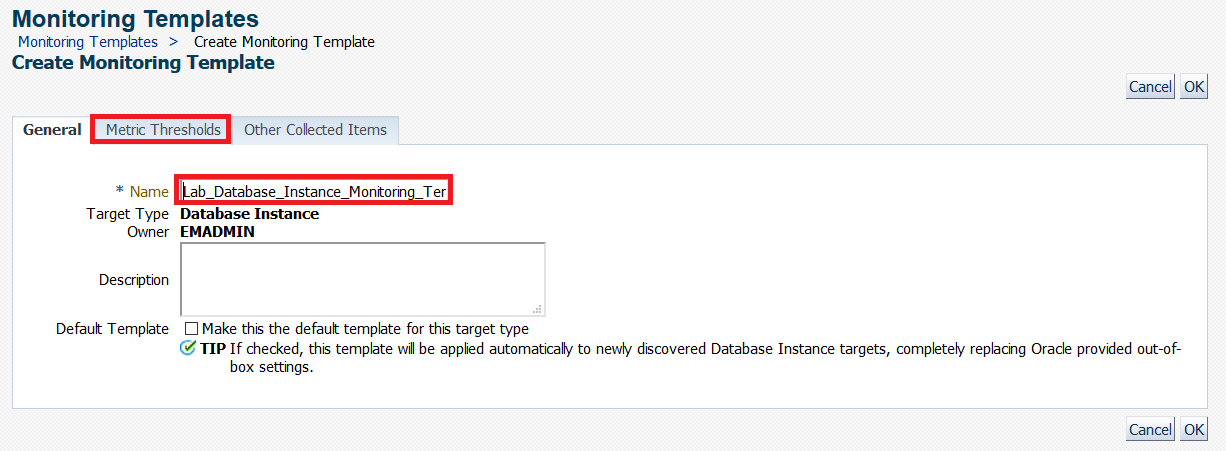 Monitoring Templates
Monitoring Templates > Create Monitoring Template
Create Monitoring Template
Cancel OK
General Metric Thresholds Other Collected Items
* Name Lab_Database_Instance_Monitoring_Ter
Target Type Database Instance
Owner EMADMIN
Description
Default Template Make this the default template for this target type
TIP If checked, this template will be applied automatically to newly discovered Database Instance targets, completely replacing Oracle provided out-of-
box settings.
Cancel OK